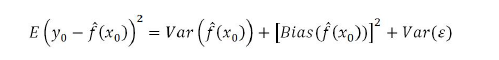 E(y₀ − f̂(x₀))² = Var(f̂(x₀)) + [Bias(f̂(x₀))]² + Var(ε)